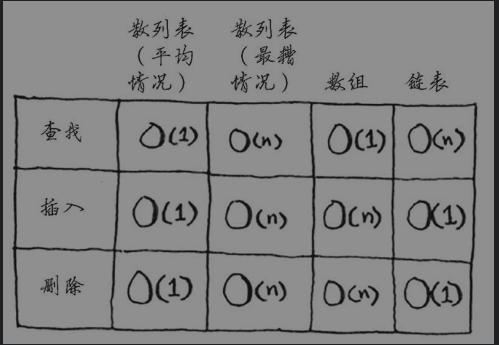 散列表（平均情况） 散列表（最糟情况） 数组 链表
查找 O(1) O(n) O(1) O(n)
插入 O(1) O(n) O(n) O(1)
删除 O(1) O(n) O(n) O(1)